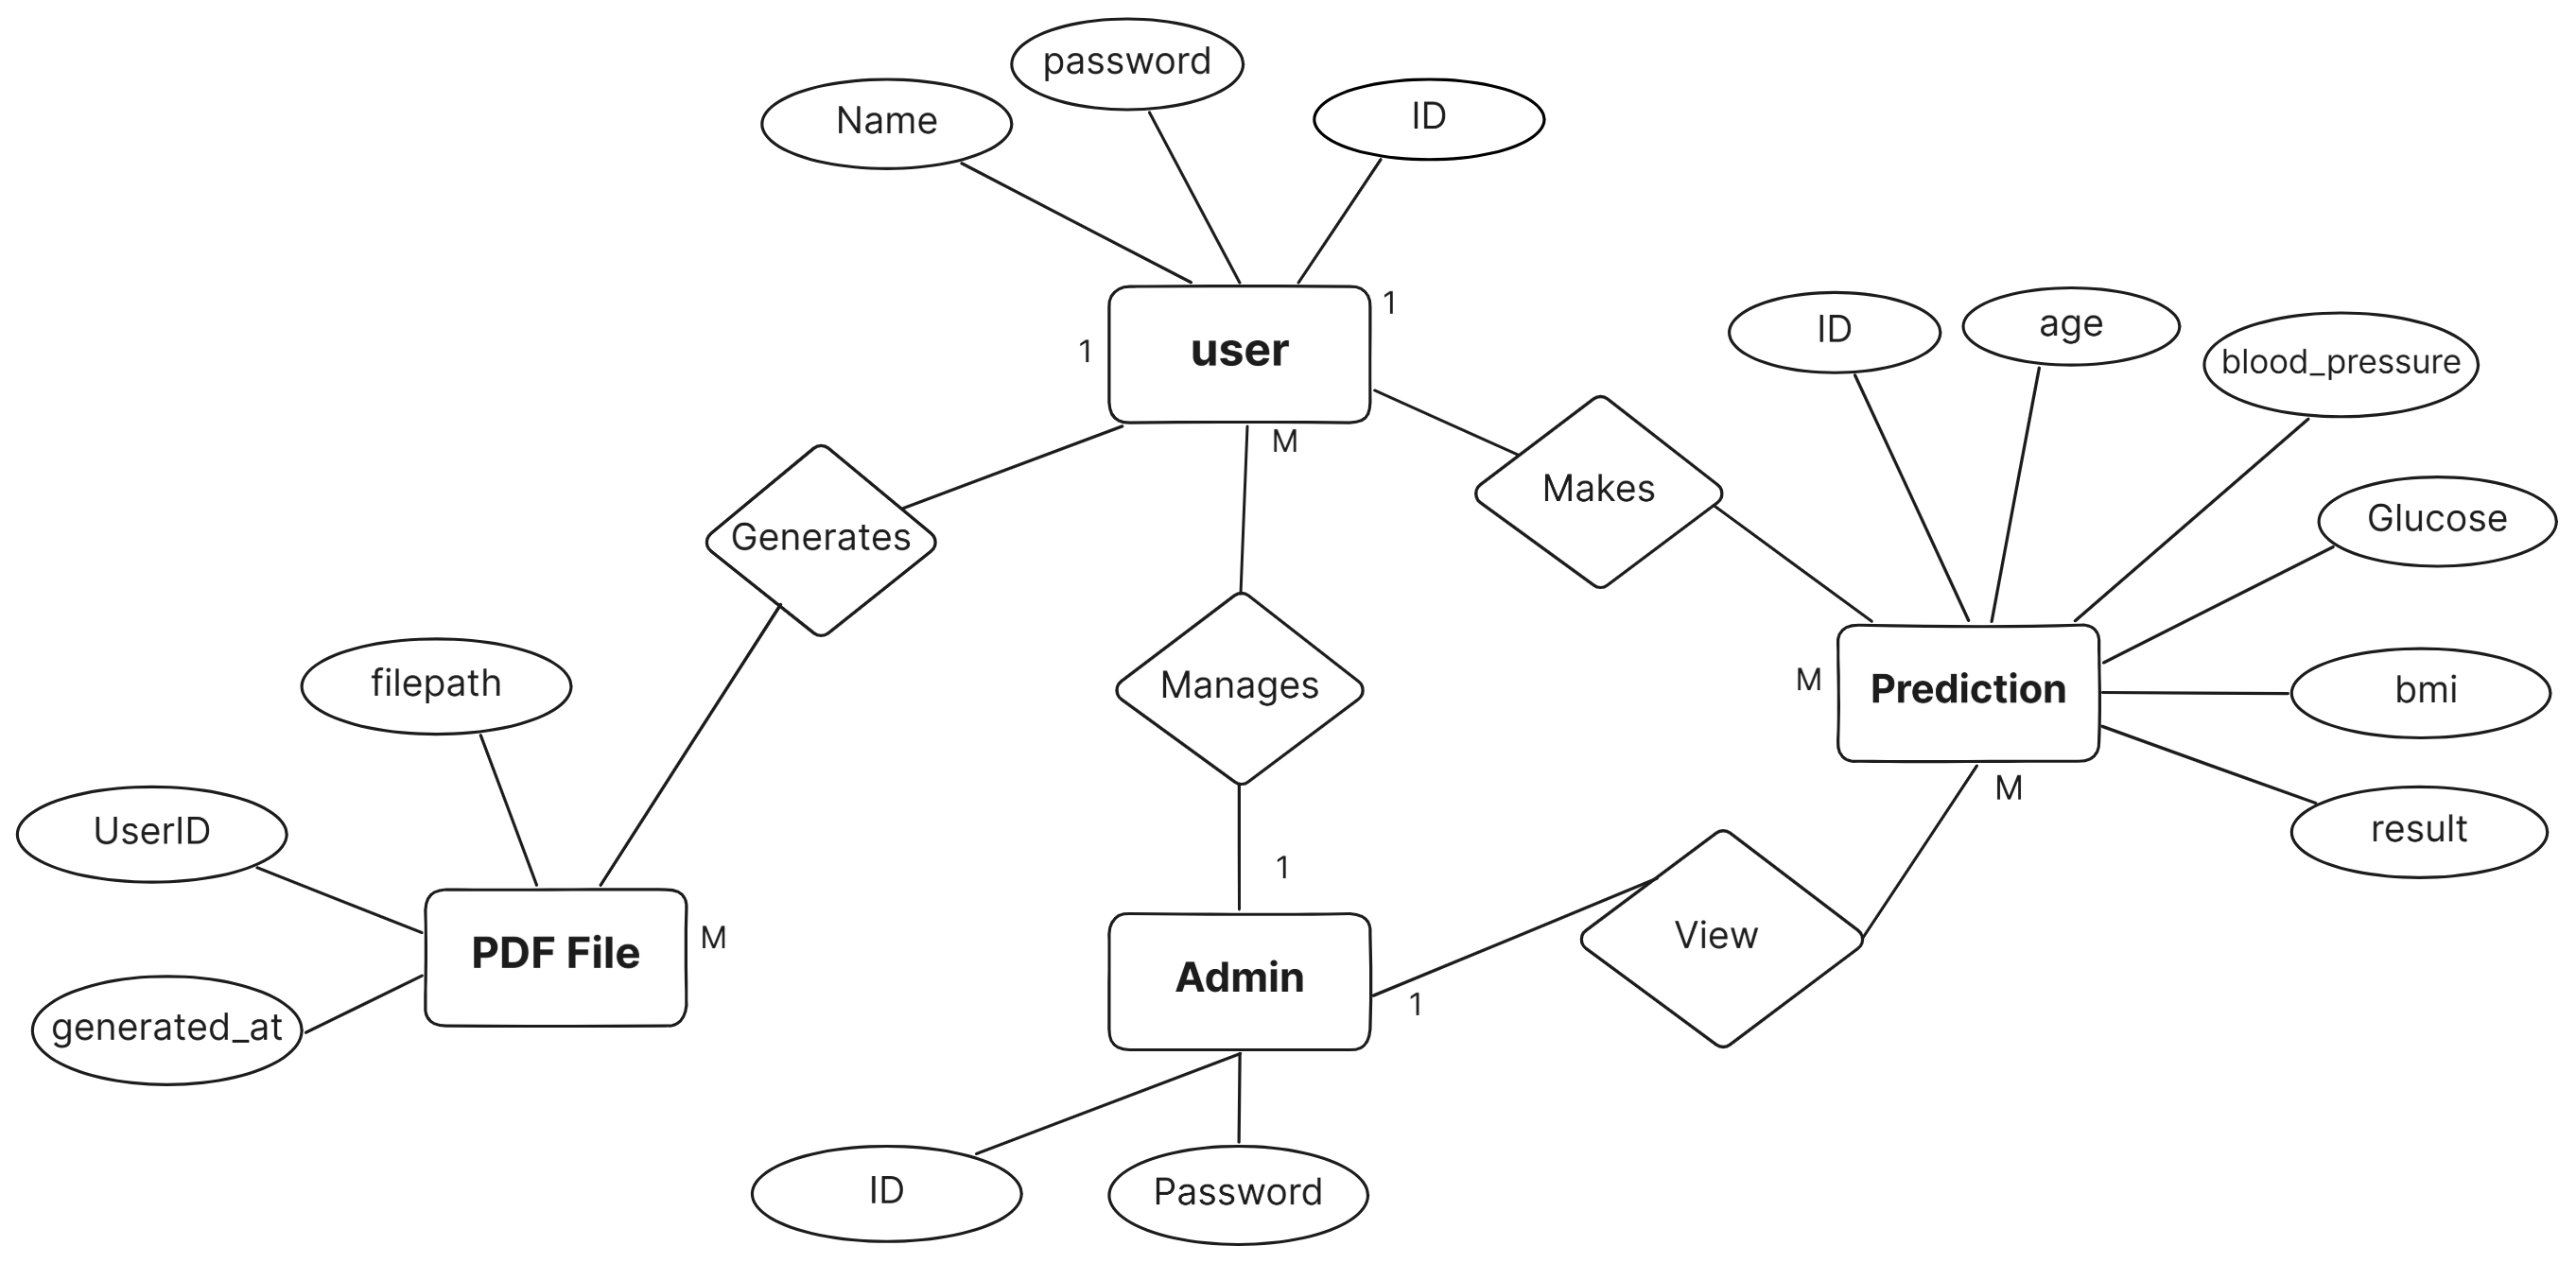 password
Name
ID
1
user
1
M
ID
age
blood_pressure
Makes
Generates
Glucose
filepath
Manages
M
Prediction
bmi
M
UserID
result
1
PDF File
M
View
Admin
1
generated_at
ID
Password